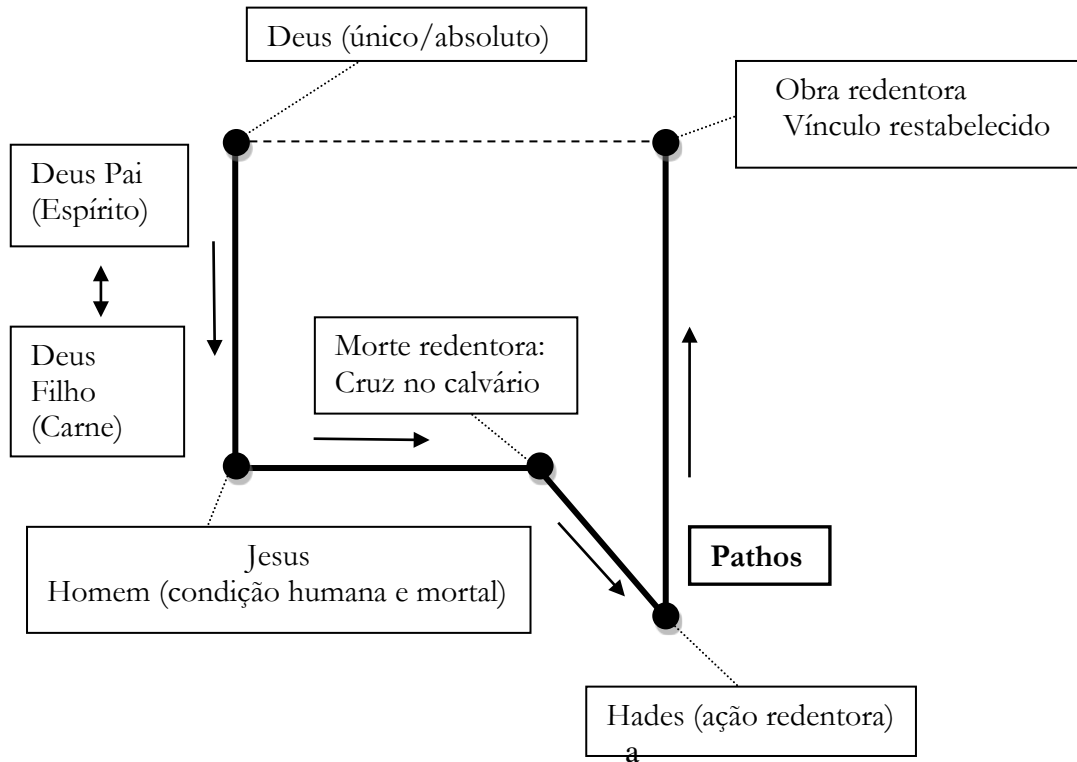 Deus (único/absoluto)
Obra redentora
Vínculo restabelecido
Deus Pai
(Espírito)
Deus
Filho
(Carne)
Morte redentora:
Cruz no calvário
Jesus
Homem (condição humana e mortal)
Pathos
Hades (ação redentora)
a